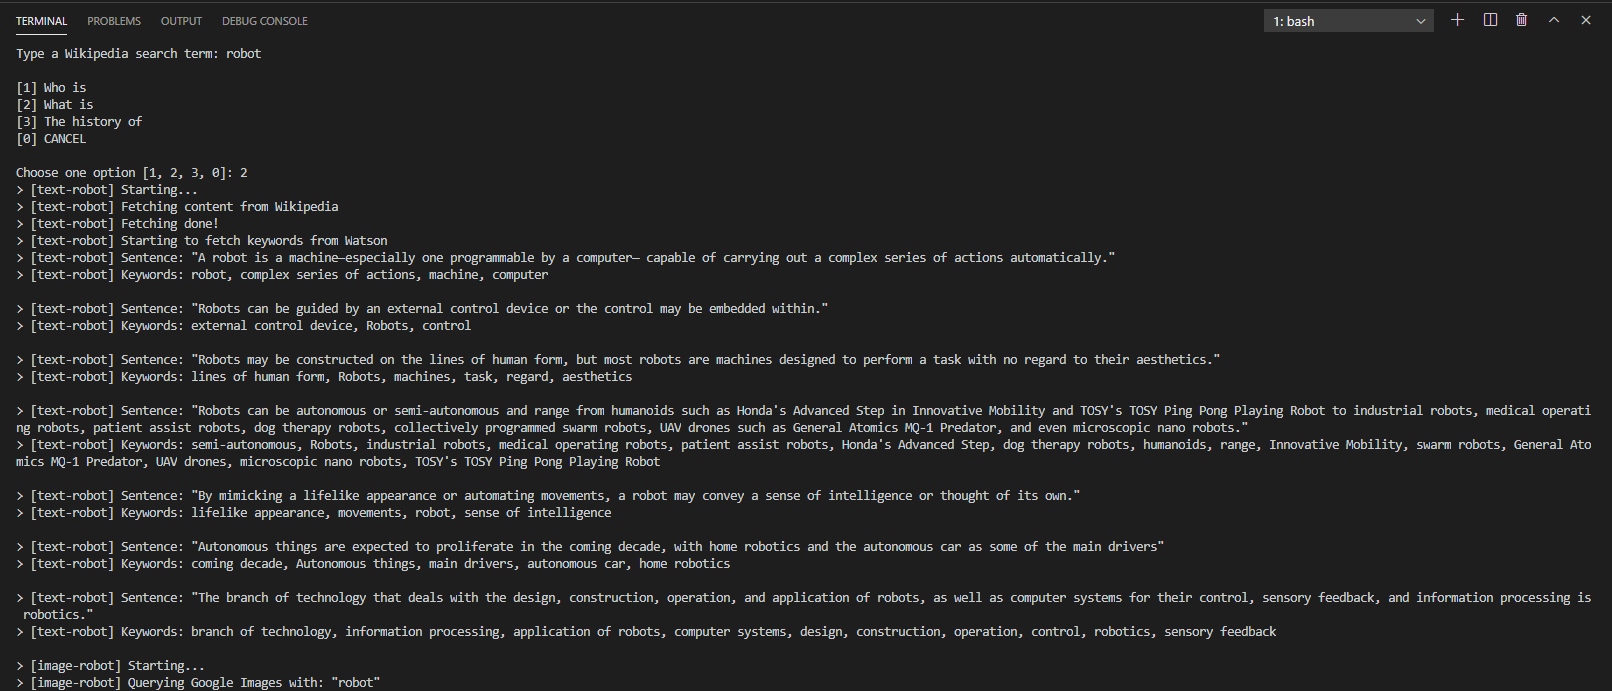 TERMINAL PROBLEMS OUTPUT DEBUG CONSOLE 1: bash
Type a Wikipedia search term: robot
[1] Who is
[2] What is
[3] The history of
[0] CANCEL
Choose one option [1, 2, 3, 0]: 2
> [text-robot] Starting...
> [text-robot] Fetching content from Wikipedia
> [text-robot] Fetching done!
> [text-robot] Starting to fetch keywords from Watson
> [text-robot] Sentence: "A robot is a machine—especially one programmable by a computer— capable of carrying out a complex series of actions automatically."
> [text-robot] Keywords: robot, complex series of actions, machine, computer
> [text-robot] Sentence: "Robots can be guided by an external control device or the control may be embedded within."
> [text-robot] Keywords: external control device, Robots, control
> [text-robot] Sentence: "Robots may be constructed on the lines of human form, but most robots are machines designed to perform a task with no regard to their aesthetics."
> [text-robot] Keywords: lines of human form, Robots, machines, task, regard, aesthetics
> [text-robot] Sentence: "Robots can be autonomous or semi-autonomous and range from humanoids such as Honda's Advanced Step in Innovative Mobility and TOSY's TOSY Ping Pong Playing Robot to industrial robots, medical operati
ng robots, patient assist robots, dog therapy robots, collectively programmed swarm robots, UAV drones such as General Atomics MQ-1 Predator, and even microscopic nano robots."
> [text-robot] Keywords: semi-autonomous, Robots, industrial robots, medical operating robots, patient assist robots, Honda's Advanced Step, dog therapy robots, humanoids, range, Innovative Mobility, swarm robots, General Ato
mics MQ-1 Predator, UAV drones, microscopic nano robots, TOSY's TOSY Ping Pong Playing Robot
> [text-robot] Sentence: "By mimicking a lifelike appearance or automating movements, a robot may convey a sense of intelligence or thought of its own."
> [text-robot] Keywords: lifelike appearance, movements, robot, sense of intelligence
> [text-robot] Sentence: "Autonomous things are expected to proliferate in the coming decade, with home robotics and the autonomous car as some of the main drivers"
> [text-robot] Keywords: coming decade, Autonomous things, main drivers, autonomous car, home robotics
> [text-robot] Sentence: "The branch of technology that deals with the design, construction, operation, and application of robots, as well as computer systems for their control, sensory feedback, and information processing is
robotics."
> [text-robot] Keywords: branch of technology, information processing, application of robots, computer systems, design, construction, operation, control, robotics, sensory feedback
> [image-robot] Starting...
> [image-robot] Querying Google Images with: "robot"